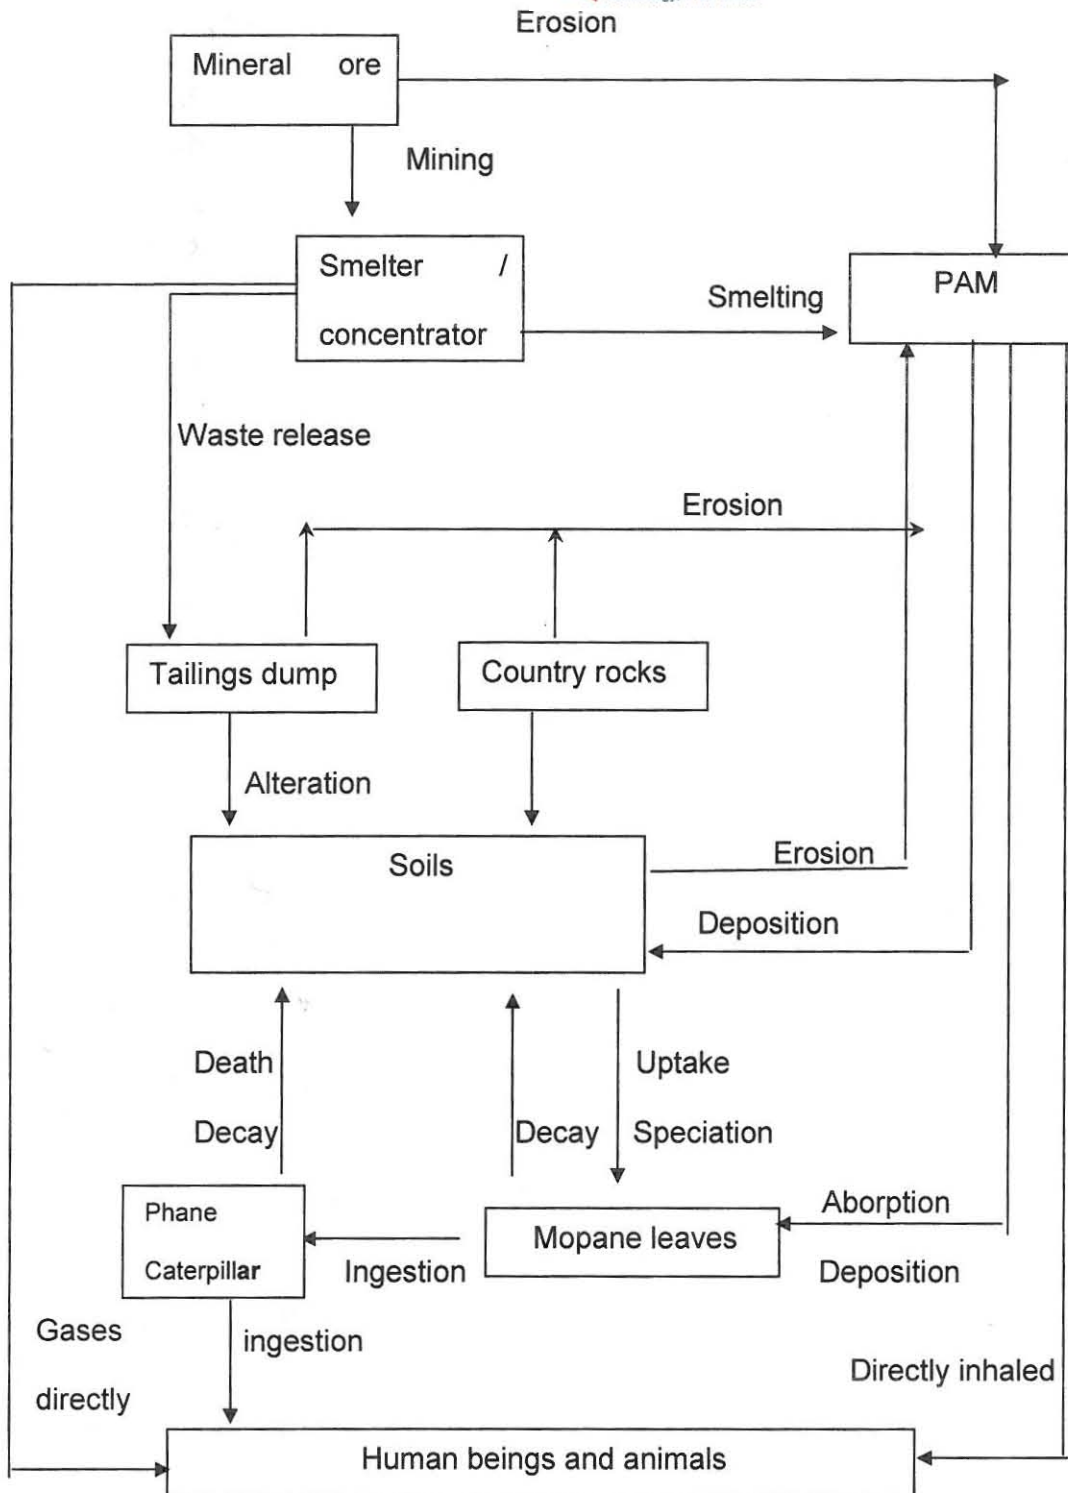 Erosion
Mineral ore
Mining
Smelter /
concentrator
Smelting
PAM
Waste release
Erosion
Tailings dump
Country rocks
Alteration
Soils
Erosion
Deposition
Death
Decay
Decay
Uptake
Speciation
Phane
Caterpillar
Ingestion
Mopane leaves
Aborption
Deposition
Gases
directly
ingestion
Directly inhaled
Human beings and animals